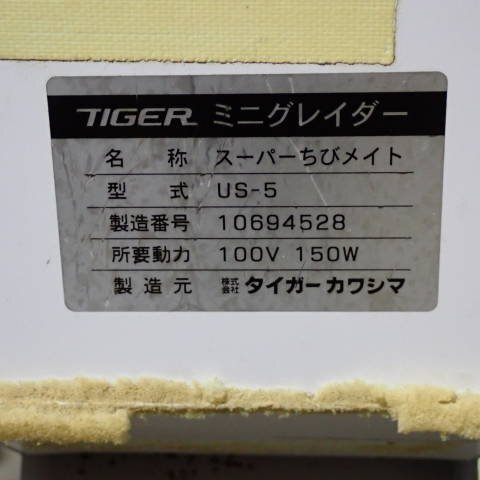 TIGER ミニグレイダー
名称 スーパーちびメイト
型式 US-5
製造番号 10694528
所要動力 100V 150W
製造元 株式会社 タイガーカワシマ